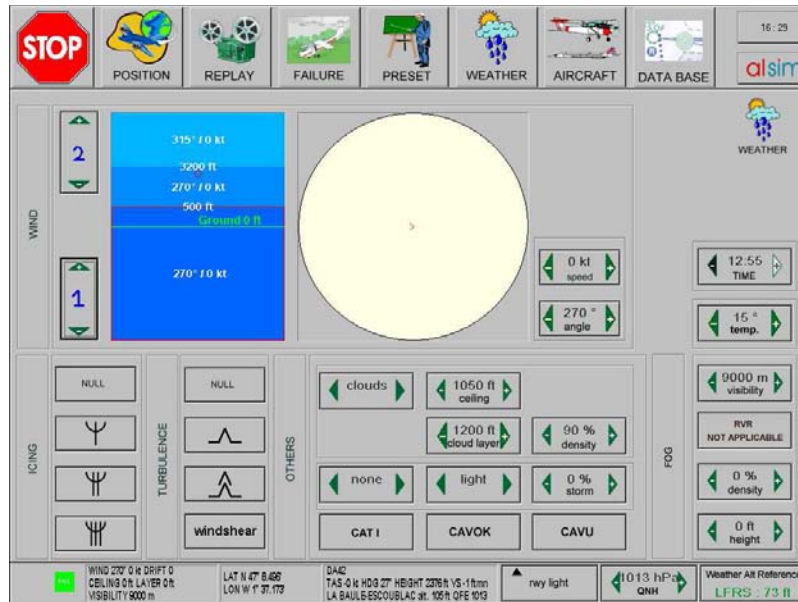 STOP
POSITION
REPLAY
FAILURE
PRESET
WEATHER
AIRCRAFT
DATA BASE
16:29
alsim
WIND
2
1
315° / 0 kt
3200 ft
270° / 0 kt
500 ft
Ground 0 ft
270° / 0 kt
0 kt
speed
270 °
angle
WEATHER
12:55
TIME
15 °
temp.
ICING
NULL
TURBULENCE
NULL
windshear
OTHERS
clouds
1050 ft
ceiling
1200 ft
cloud layer
90 %
density
none
light
0 %
storm
CAT I
CAVOK
CAVU
FOG
9000 m
visibility
RVR
NOT APPLICABLE
0 %
density
0 ft
height
WIND 270° 0 kt DRIFT 0
CEILING 0ft LAYER 0ft
VISIBILITY 9000 m
LAT N 47° 8.496'
LON W 1° 37.173'
DA42
TAS -0 kt HDG 27° HEIGHT 2376 ft VS -1 ft/mn
LA BAULE-ESCOUBLAC alt. 105 ft QFE 1013
rwy light
1013 hPa
QNH
Weather Alt Reference
LFRS : 73 ft